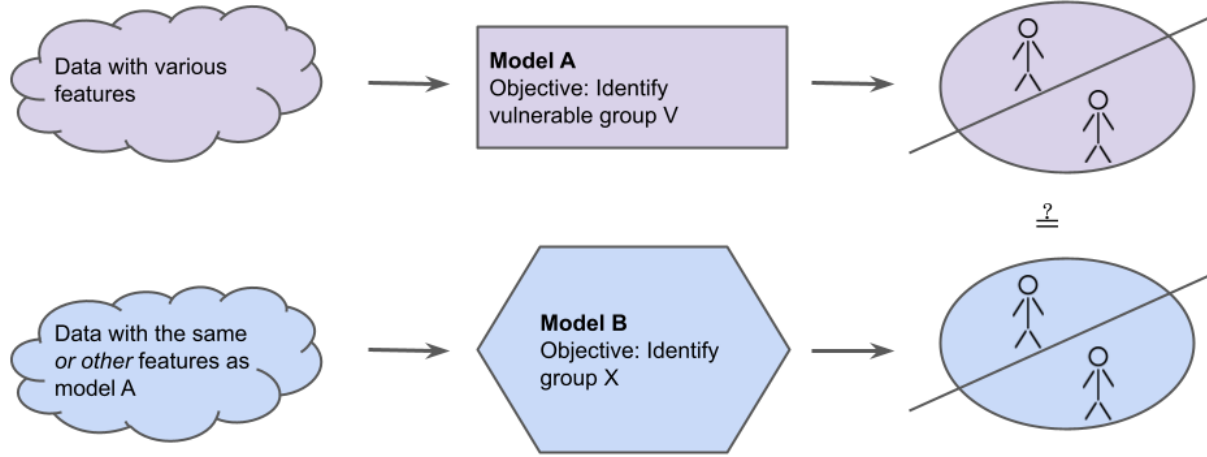 Data with various
features
Model A
Objective: Identify
vulnerable group V
?
=
Data with the same
or other features as
model A
Model B
Objective: Identify
group X